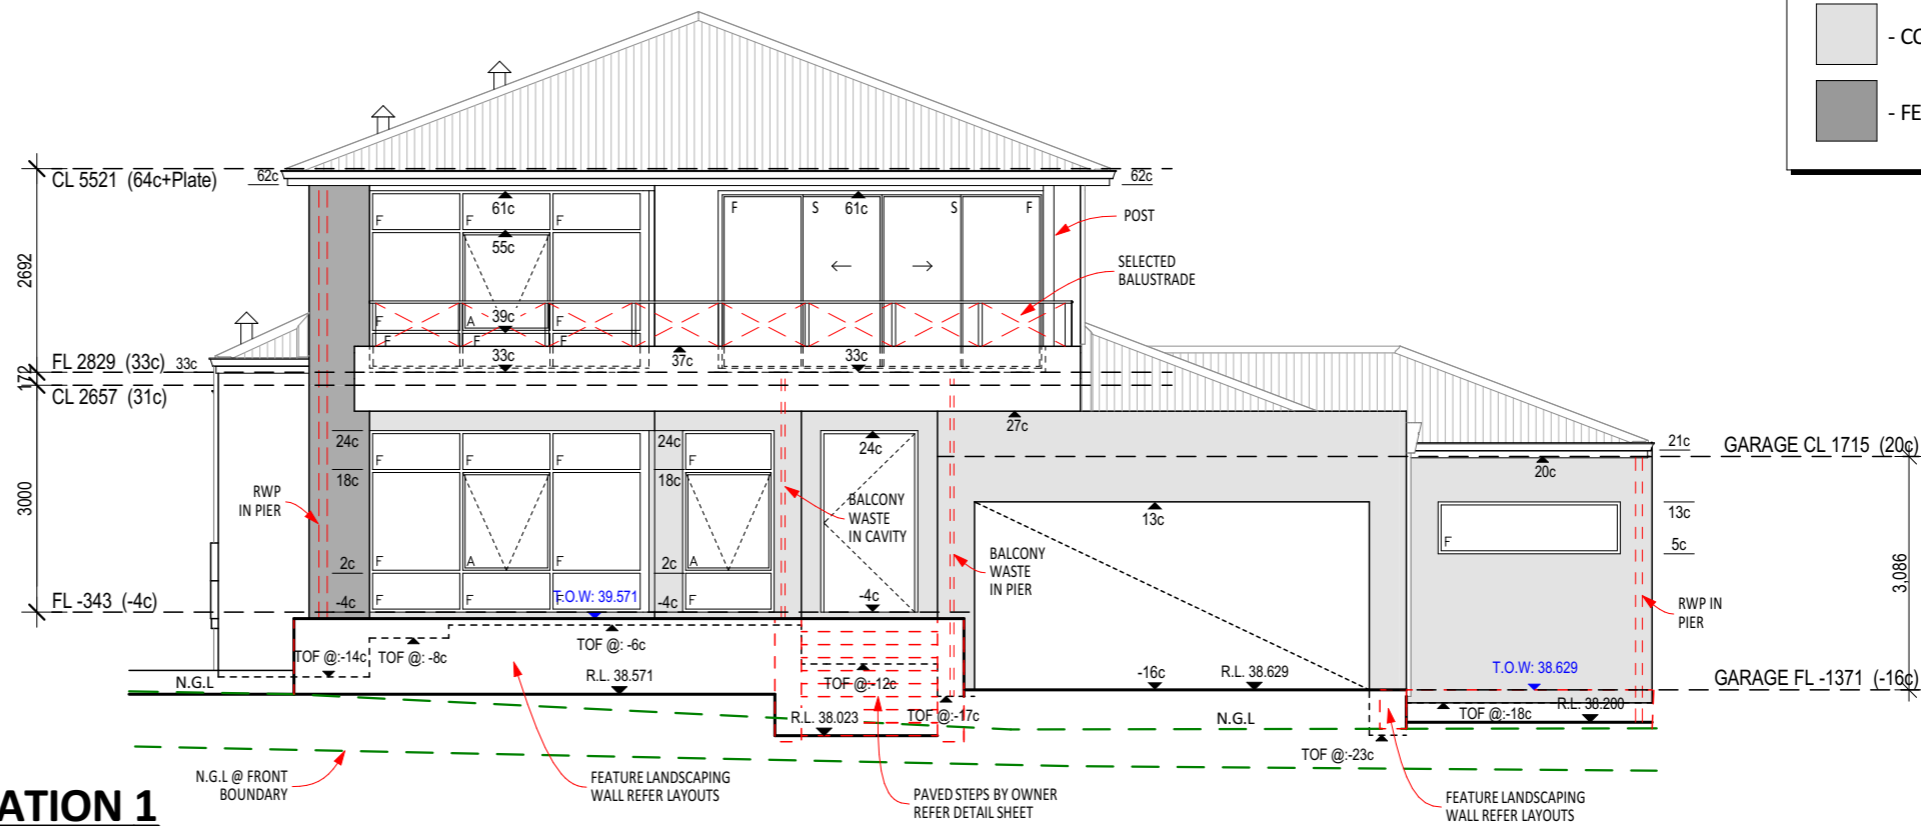 - CO
- FE
CL 5521 (64c+Plate)
62c
62c
61c
61c
F
F
F
F
S
S
F
POST
55c
SELECTED
BALUSTRADE
2692
39c
F
A
F
F
F
F
33c
37c
33c
FL 2829 (33c)
33c
172
CL 2657 (31c)
27c
24c
24c
24c
21c
GARAGE CL 1715 (20c)
20c
F
F
F
F
18c
18c
RWP
IN PIER
BALCONY
WASTE
IN CAVITY
3000
13c
13c
F
5c
BALCONY
WASTE
IN PIER
2c
2c
F
A
F
A
3,086
FL -343 (-4c)
-4c
-4c
-4c
F
F
F
F
T.O.W: 39.571
RWP IN
PIER
TOF @:-14c
TOF @: -8c
TOF @: -6c
R.L. 38.571
TOF @:-12c
-16c
R.L. 38.629
T.O.W: 38.629
GARAGE FL -1371 (-16c)
N.G.L
R.L. 38.023
TOF @:-17c
N.G.L
TOF @:-18c
R.L: 38.200
TOF @:-23c
N.G.L @ FRONT
BOUNDARY
FEATURE LANDSCAPING
WALL REFER LAYOUTS
PAVED STEPS BY OWNER
REFER DETAIL SHEET
FEATURE LANDSCAPING
WALL REFER LAYOUTS
ATION 1